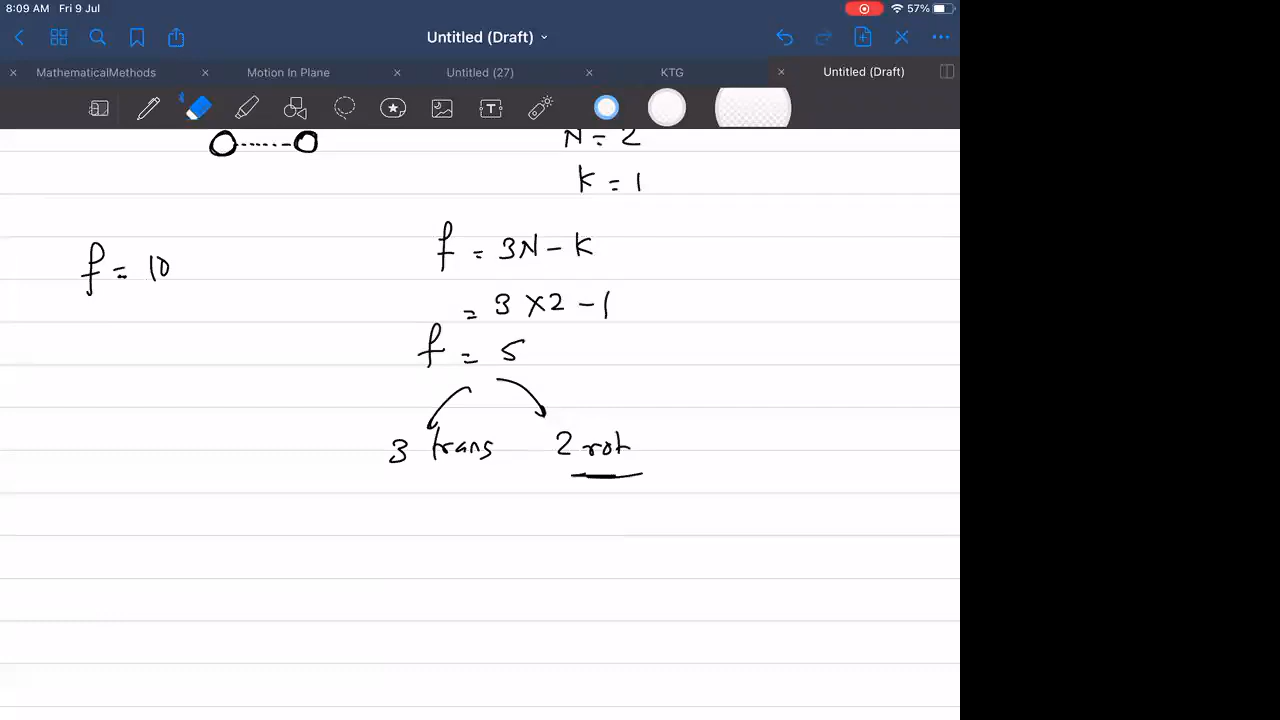 8:09 AM Fri 9 Jul 57%
Untitled (Draft)
MathematicalMethods Motion In Plane Untitled (27) KTG Untitled (Draft)
N = 2
K = 1
f = 3N - K
f = 10
= 3 × 2 - 1
f = 5
3 trans 2 rot